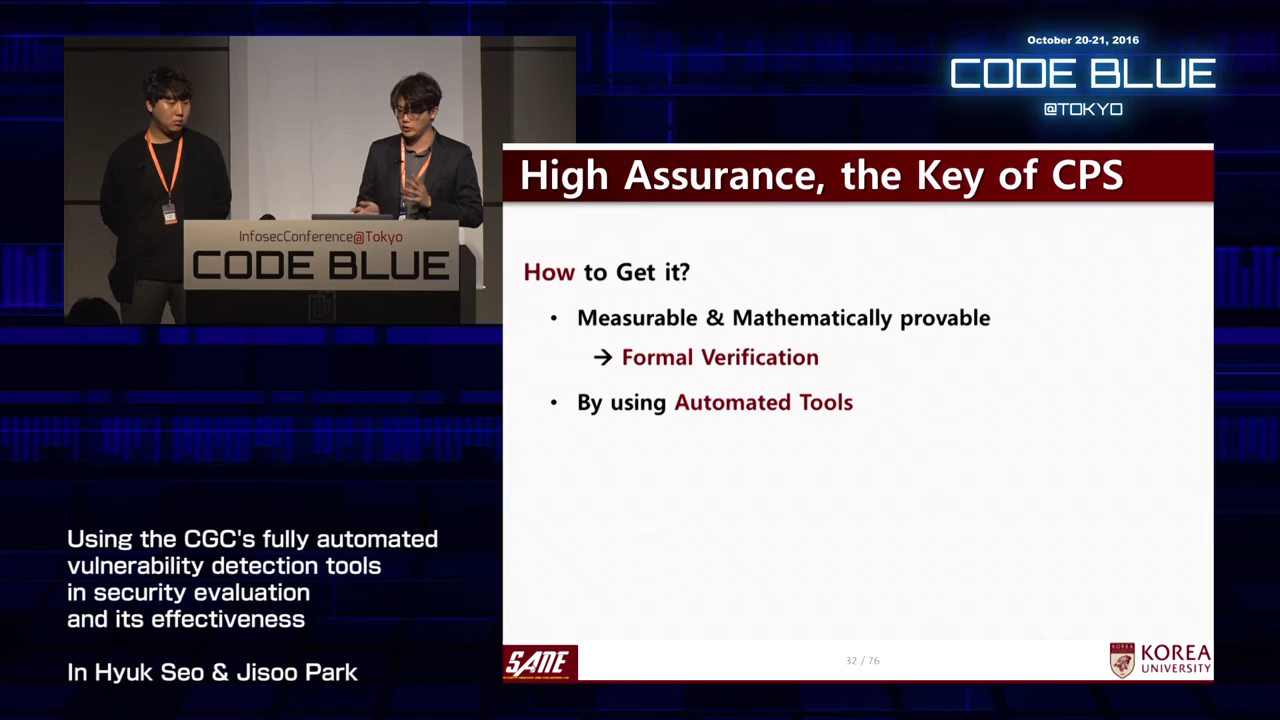 October 20-21, 2016
CODE BLUE
@TOKYO
InfosecConference@Tokyo
CODE BLUE
High Assurance, the Key of CPS
How to Get it?
• Measurable & Mathematically provable
→ Formal Verification
• By using Automated Tools
Using the CGC's fully automated
vulnerability detection tools
in security evaluation
and its effectiveness
In Hyuk Seo & Jisoo Park
SANE
32 / 76
KOREA
UNIVERSITY